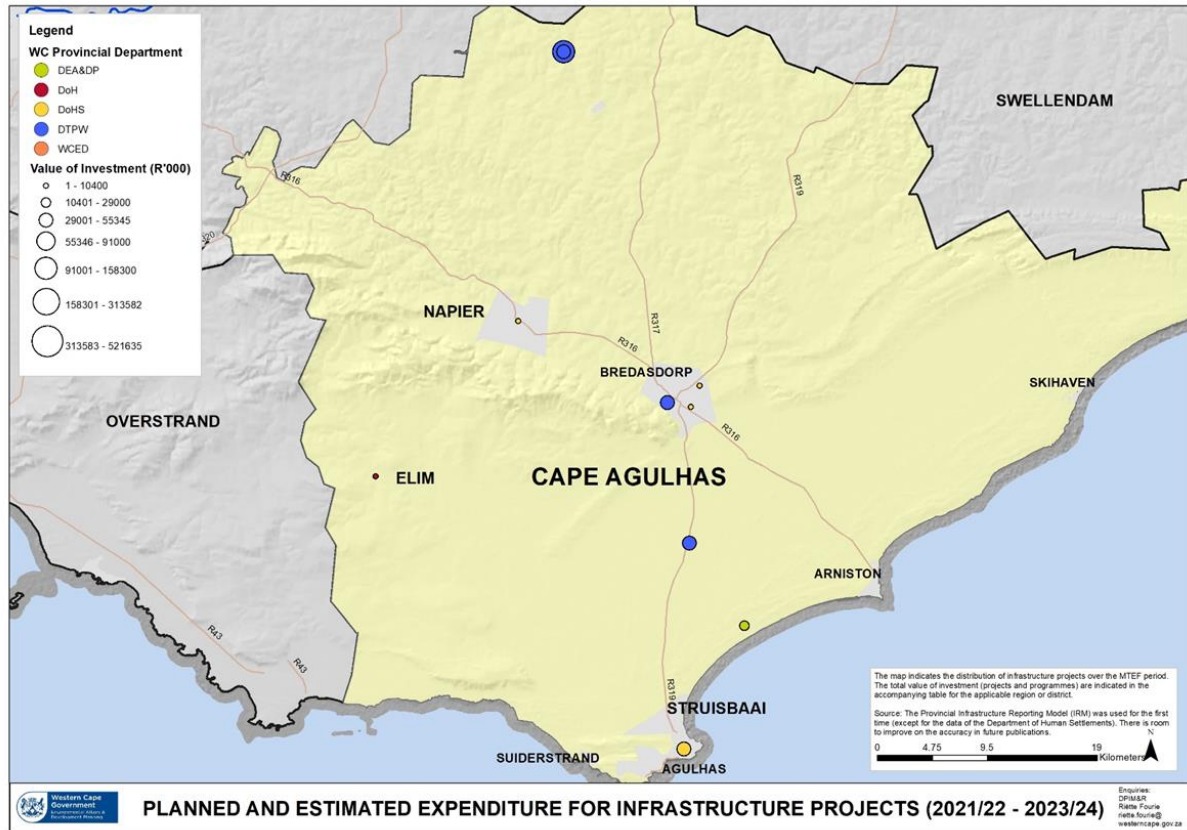 Legend
WC Provincial Department
DEA&DP
DoH
DoHS
DTPW
WCED
Value of Investment (R'000)
1 - 10400
10401 - 29000
29001 - 55345
55346 - 91000
91001 - 158300
158301 - 313582
313583 - 521635
SWELLENDAM
R316
R319
R317
NAPIER
R316
BREDASDORP
SKIHAVEN
OVERSTRAND
R316
ELIM
CAPE AGULHAS
ARNISTON
R43
R43
R319
STRUISBAAI
SUIDERSTRAND
AGULHAS
The map indicates the distribution of infrastructure projects over the MTEF period.
The total value of investment (projects and programmes) are indicated in the
accompanying table for the applicable region or district.
Source: The Provincial Infrastructure Reporting Model (IRM) was used for the first
time (except for the data of the Department of Human Settlements). There is room
to improve on the accuracy in future publications.
0 4.75 9.5 19
Kilometers
N
Western Cape
Government
Environmental Affairs &
Development Planning
PLANNED AND ESTIMATED EXPENDITURE FOR INFRASTRUCTURE PROJECTS (2021/22 - 2023/24)
Enquiries:
DPIM&R
Riëtte Fourie
riette.fourie@
westerncape.gov.za